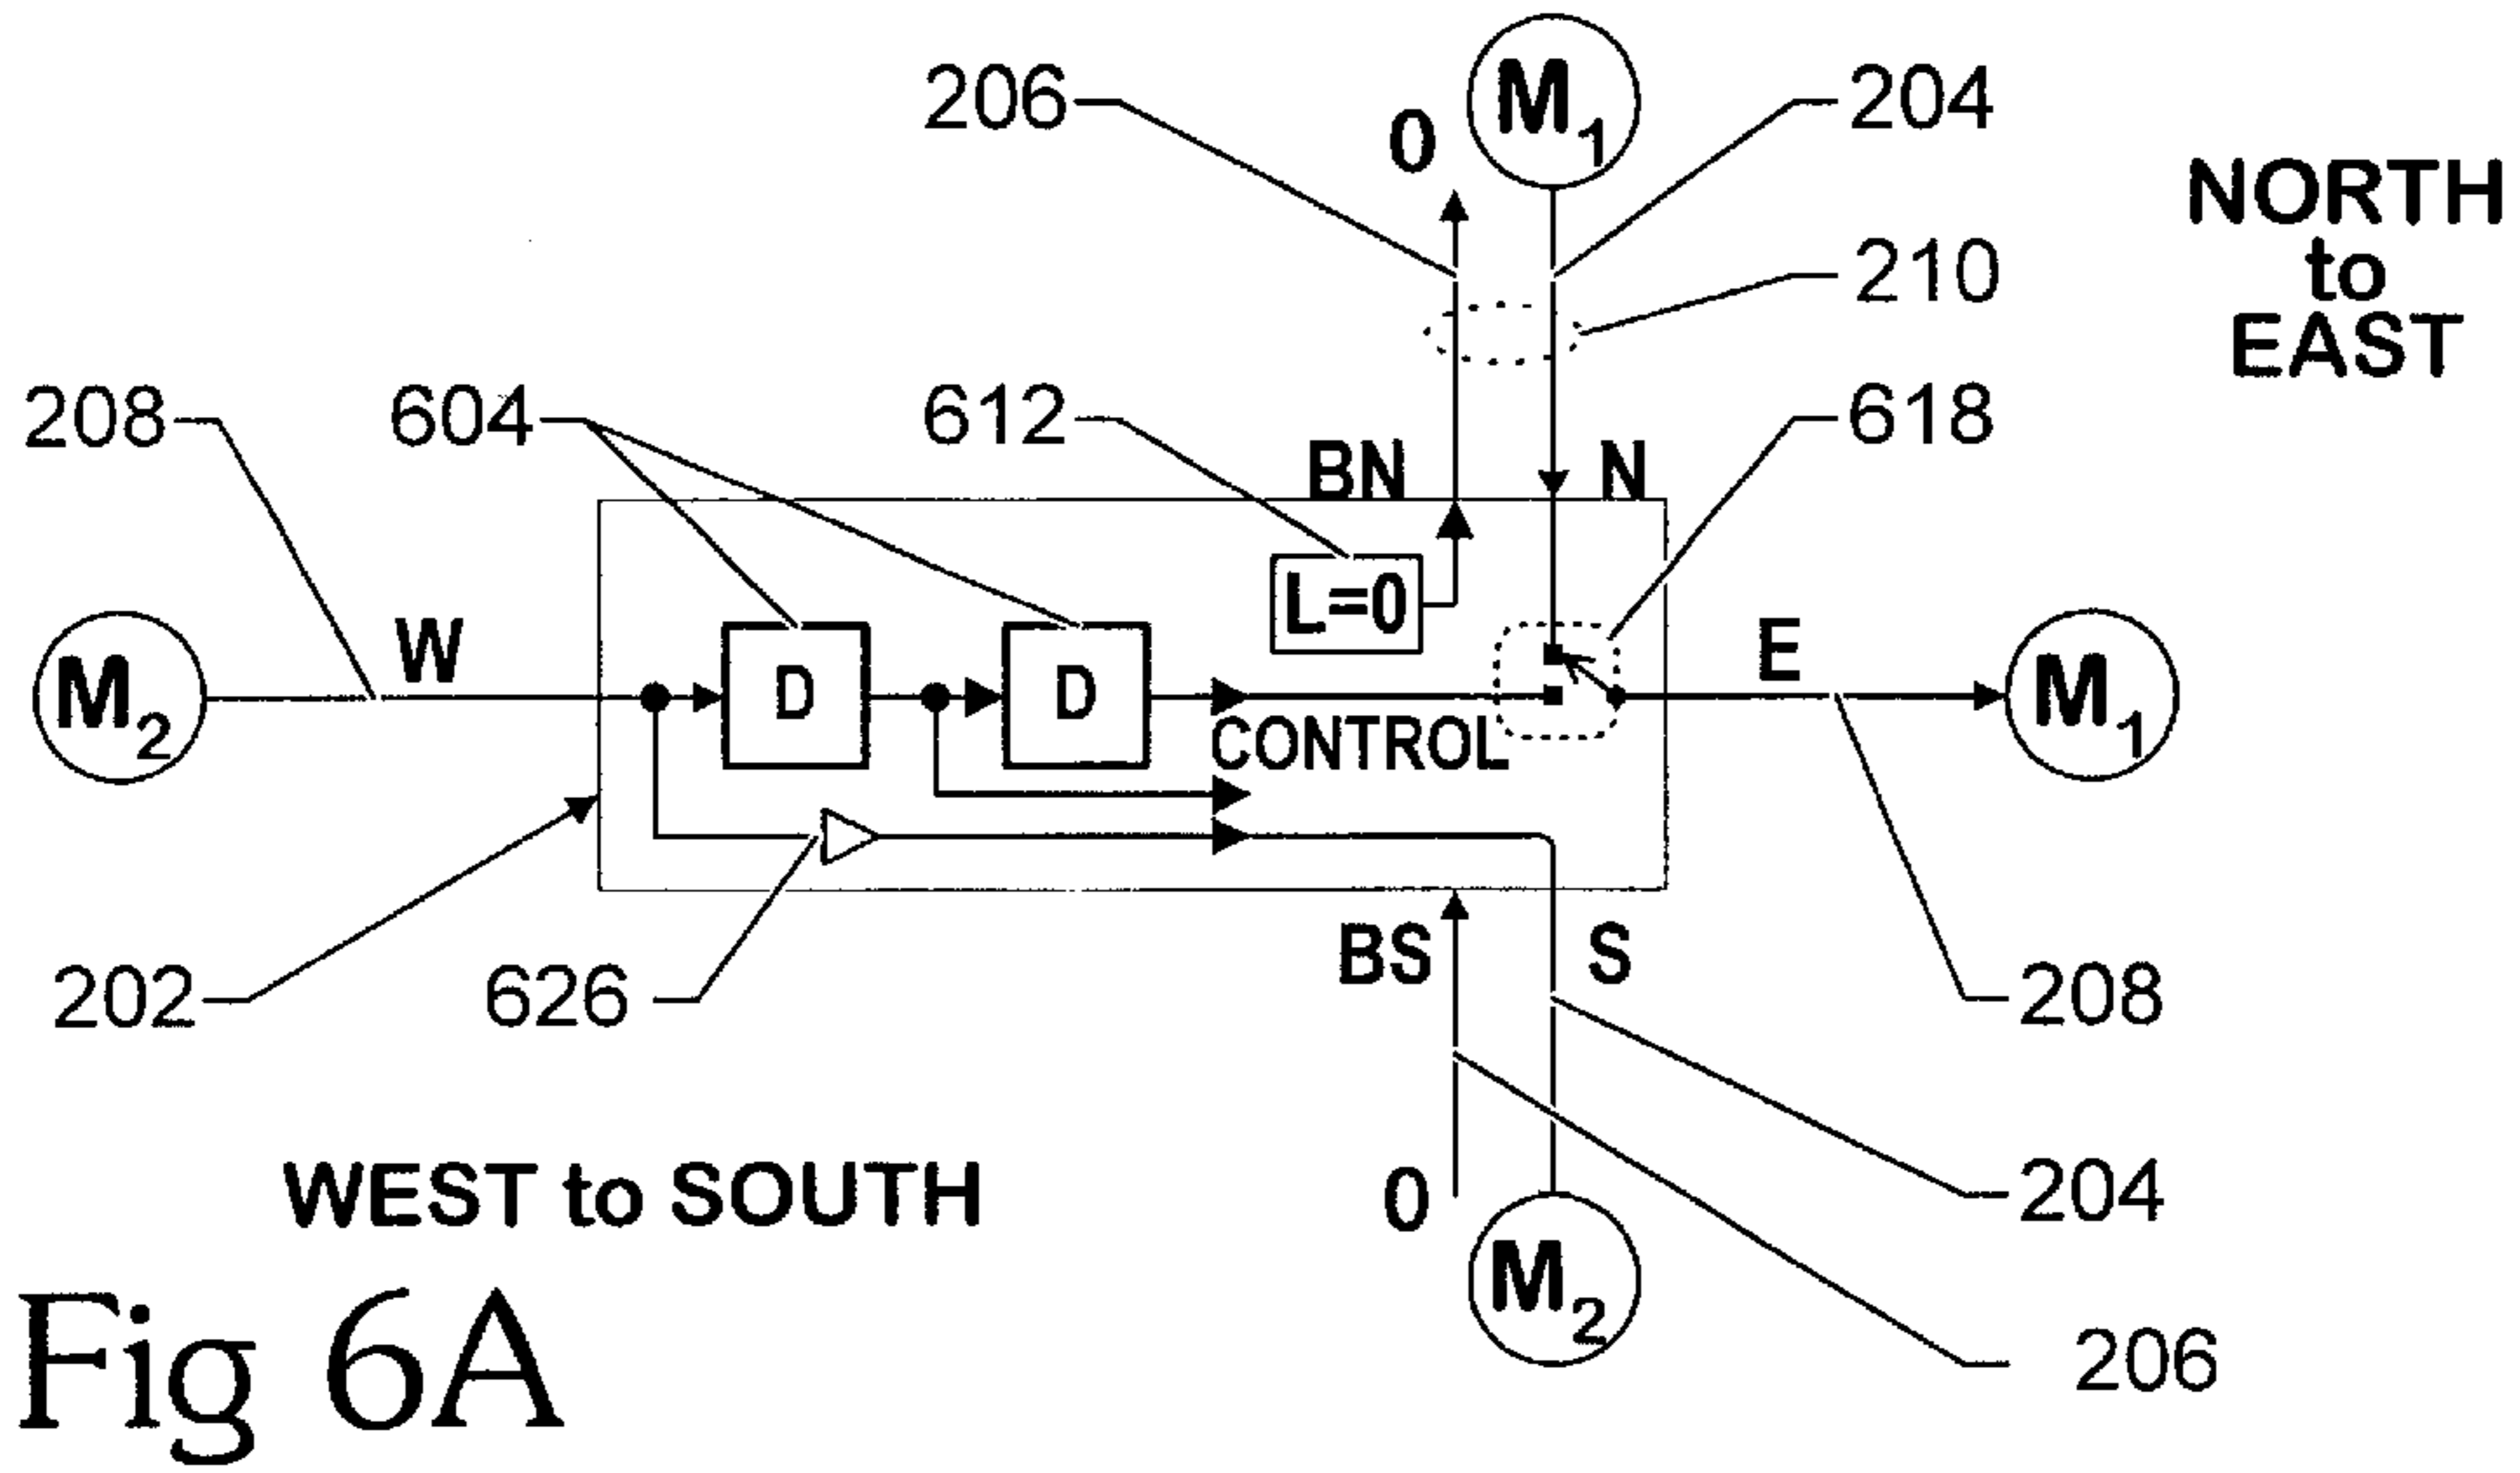 206
0
M1
204
NORTH
to
EAST
210
208
604
612
BN
N
618
L=0
M2
W
D
D
E
M1
CONTROL
202
626
BS
S
208
WEST to SOUTH
0
M2
204
206
Fig 6A